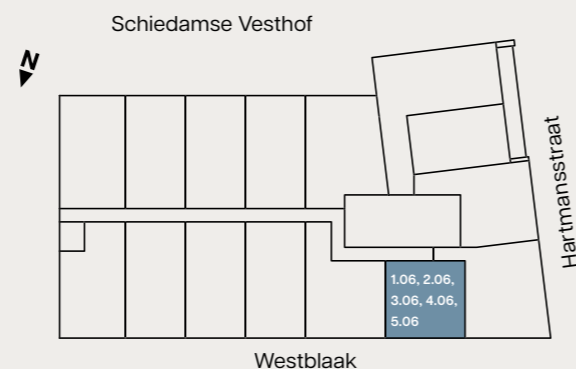 Schiedamse Vesthof
N
Hartmansstraat
1.06, 2.06,
3.06, 4.06,
5.06
Westblaak